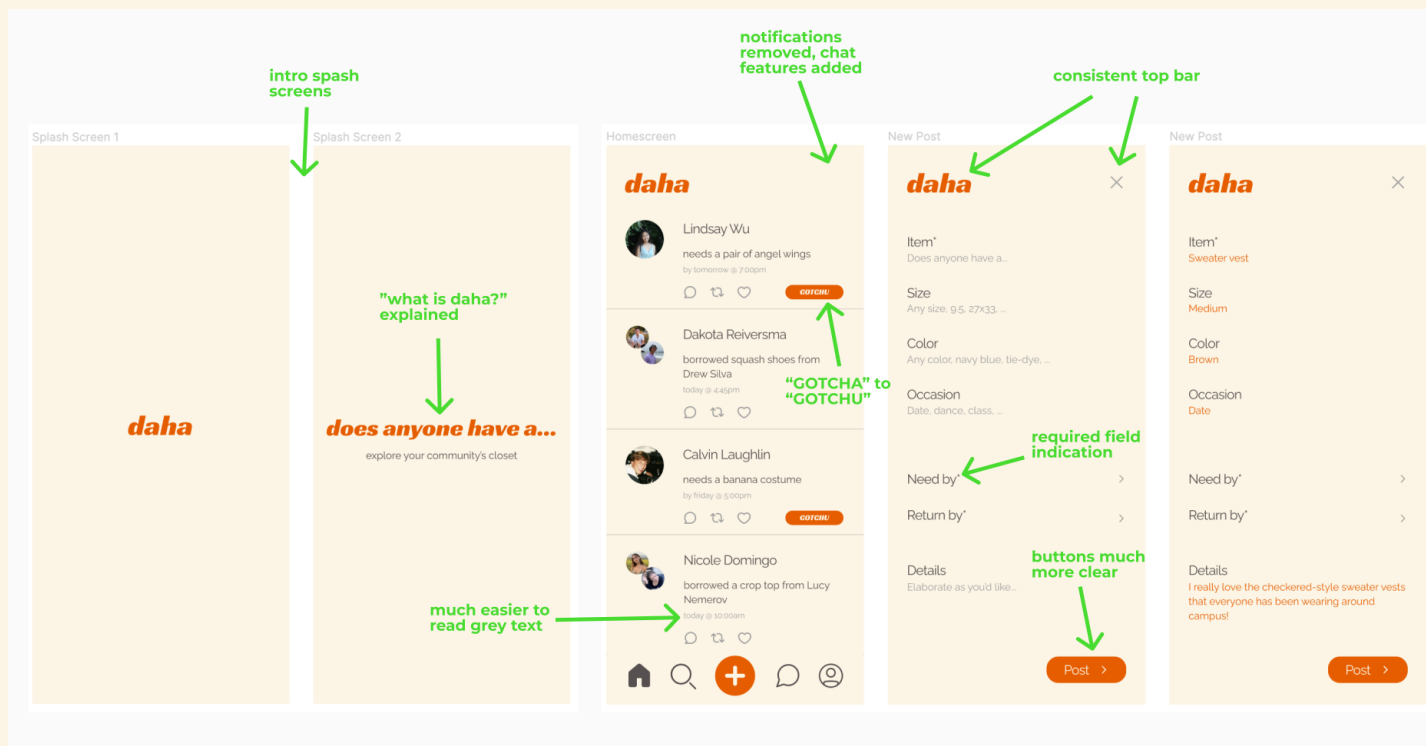 notifications
removed, chat
features added
intro spash
screens
consistent top bar
Splash Screen 1
Splash Screen 2
Homescreen
New Post
New Post
daha
”what is daha?”
explained
does anyone have a...
explore your community's closet
daha
Lindsay Wu
needs a pair of angel wings
by tomorrow @ 7:00pm
GOTCHU
Dakota Reiversma
borrowed squash shoes from
Drew Silva
today @ 4:45pm
“GOTCHA” to
“GOTCHU”
Calvin Laughlin
needs a banana costume
by friday @ 5:00pm
GOTCHU
Nicole Domingo
borrowed a crop top from Lucy
Nemerov
today @ 10:00am
much easier to
read grey text
daha
Item*
Does anyone have a...
Size
Any size, 9.5, 27x33, ...
Color
Any color, navy blue, tie-dye, ...
Occasion
Date, dance, class, ...
required field
indication
Need by*
Return by*
Details
Elaborate as you'd like...
buttons much
more clear
Post
daha
Item*
Sweater vest
Size
Medium
Color
Brown
Occasion
Date
Need by*
Return by*
Details
I really love the checkered-style sweater vests
that everyone has been wearing around
campus!
Post